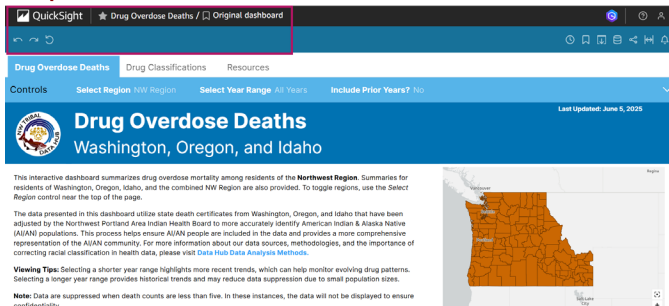 QuickSight Drug Overdose Deaths / Original dashboard
Drug Overdose Deaths Drug Classifications Resources
Controls Select Region NW Region Select Year Range All Years Include Prior Years? No
Last Updated: June 5, 2025
NW TRIBAL
DATA HUB
Drug Overdose Deaths
Washington, Oregon, and Idaho
This interactive dashboard summarizes drug overdose mortality among residents of the Northwest Region. Summaries for
residents of Washington, Oregon, Idaho, and the combined NW Region are also provided. To toggle regions, use the Select
Region control near the top of the page.
The data presented in this dashboard utilize state death certificates from Washington, Oregon, and Idaho that have been
adjusted by the Northwest Portland Area Indian Health Board to more accurately identify American Indian & Alaska Native
(AI/AN) populations. This process helps ensure AI/AN people are included in the data and provides a more comprehensive
representation of the AI/AN community. For more information about our data sources, methodologies, and the importance of
correcting racial classification in health data, please visit Data Hub Data Analysis Methods.
Viewing Tips: Selecting a shorter year range highlights more recent trends, which can help monitor evolving drug patterns.
Selecting a longer year range provides historical trends and may reduce data suppression due to small population sizes.
Note: Data are suppressed when death counts are less than five. In these instances, the data will not be displayed to ensure
confidentiality.
Region
Vancouver
Seattle
Portland
Salt Lake
City